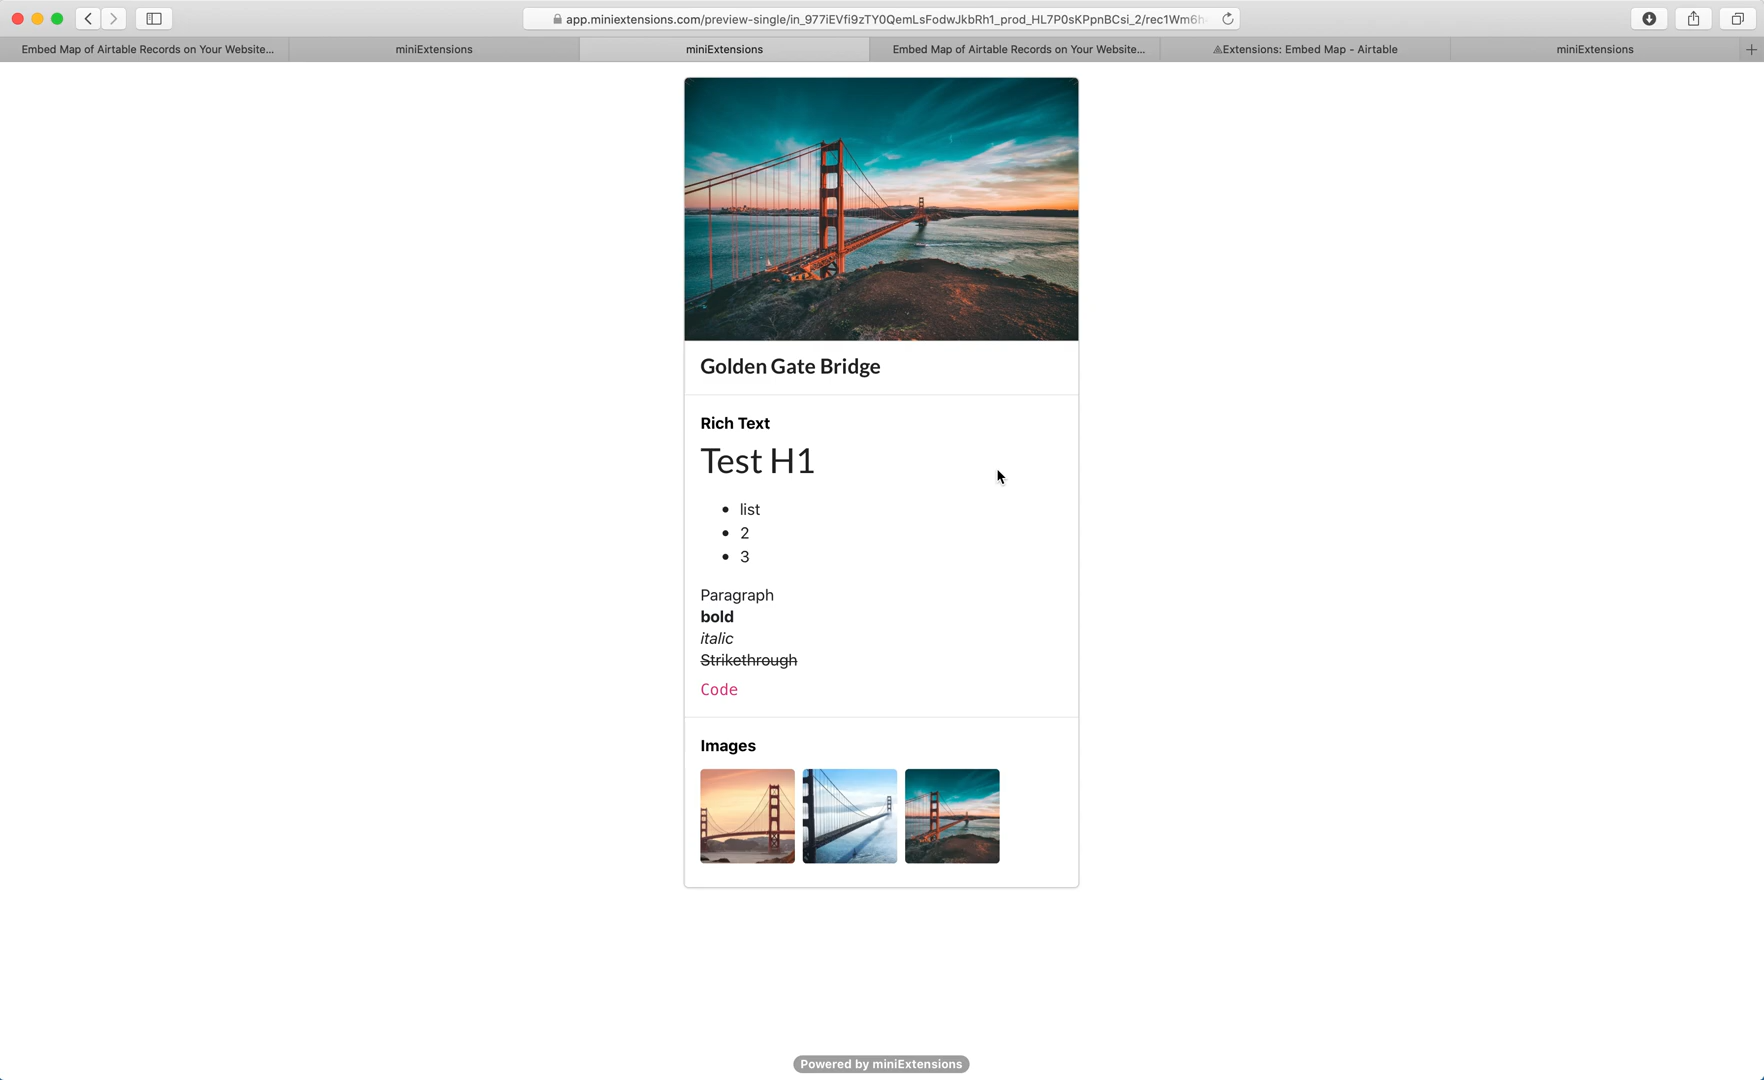 app.miniextensions.com/preview-single/in_977iEVfi9zTY0QemLsFodwJkbRh1_prod_HL7P0sKPpnBCsi_2/rec1Wm6h
Embed Map of Airtable Records on Your Website...
miniExtensions
miniExtensions
Embed Map of Airtable Records on Your Website...
Extensions: Embed Map - Airtable
miniExtensions
Golden Gate Bridge
Rich Text
Test H1
• list
• 2
• 3
Paragraph
bold
italic
Strikethrough
Code
Images
Powered by miniExtensions